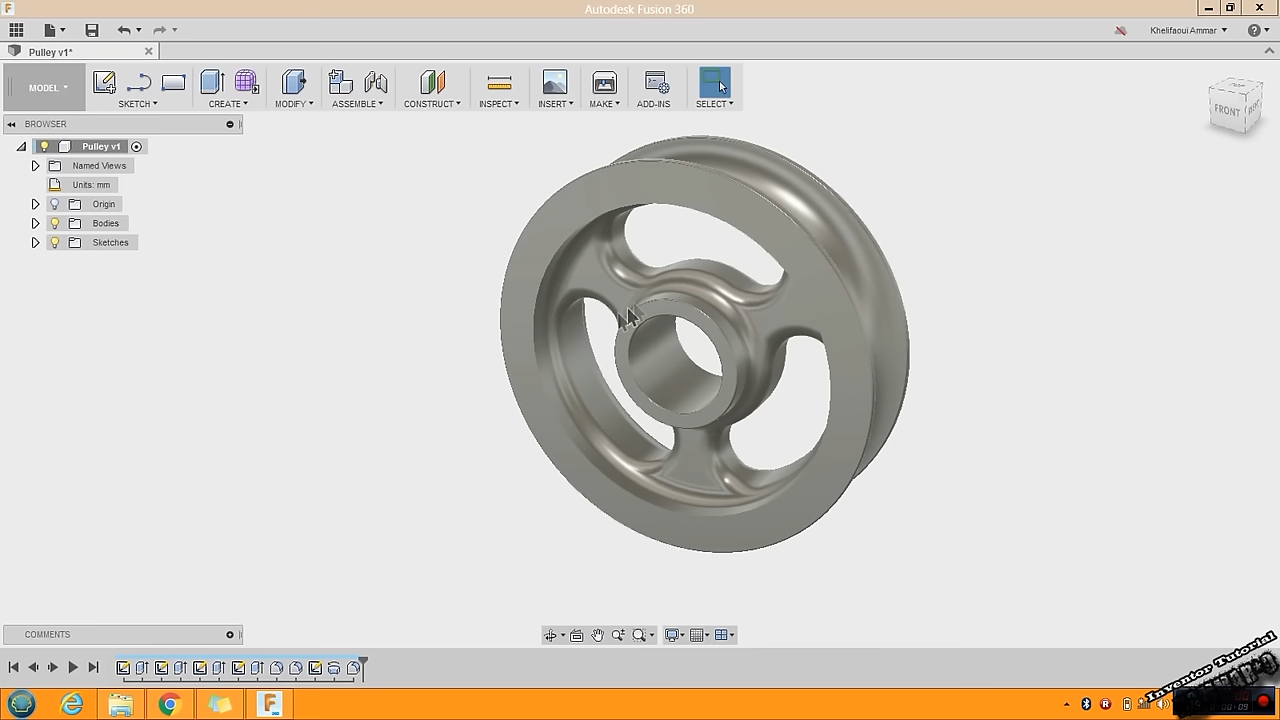 Autodesk Fusion 360
Khelifaoui Ammar
Pulley v1*
MODEL
SKETCH
CREATE
MODIFY
ASSEMBLE
CONSTRUCT
INSPECT
INSERT
MAKE
ADD-INS
SELECT
FRONT
BROWSER
Pulley v1
Named Views
Units: mm
Origin
Bodies
Sketches
COMMENTS
Inventor Tutorial